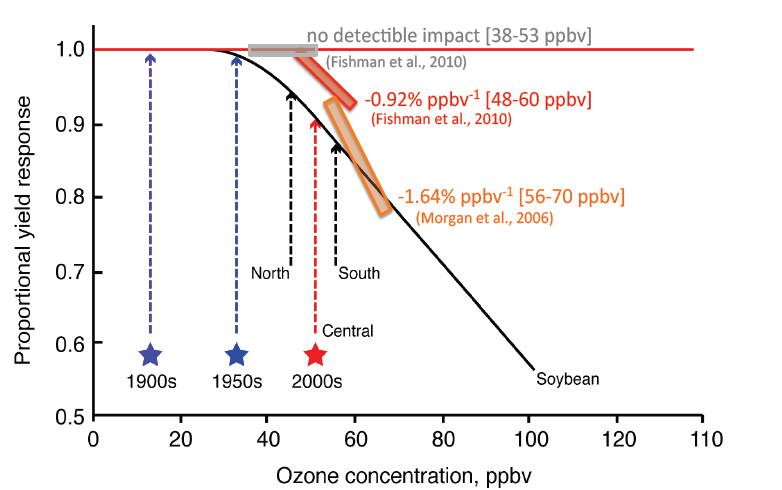 no detectible impact [38-53 ppbv]
(Fishman et al., 2010)
-0.92% ppbv-1 [48-60 ppbv]
(Fishman et al., 2010)
-1.64% ppbv-1 [56-70 ppbv]
(Morgan et al., 2006)
Proportional yield response
1.0
0.9
0.8
0.7
0.6
0.5
North
South
Central
1900s
1950s
2000s
Soybean
0
20
40
60
80
100
120
110
Ozone concentration, ppbv